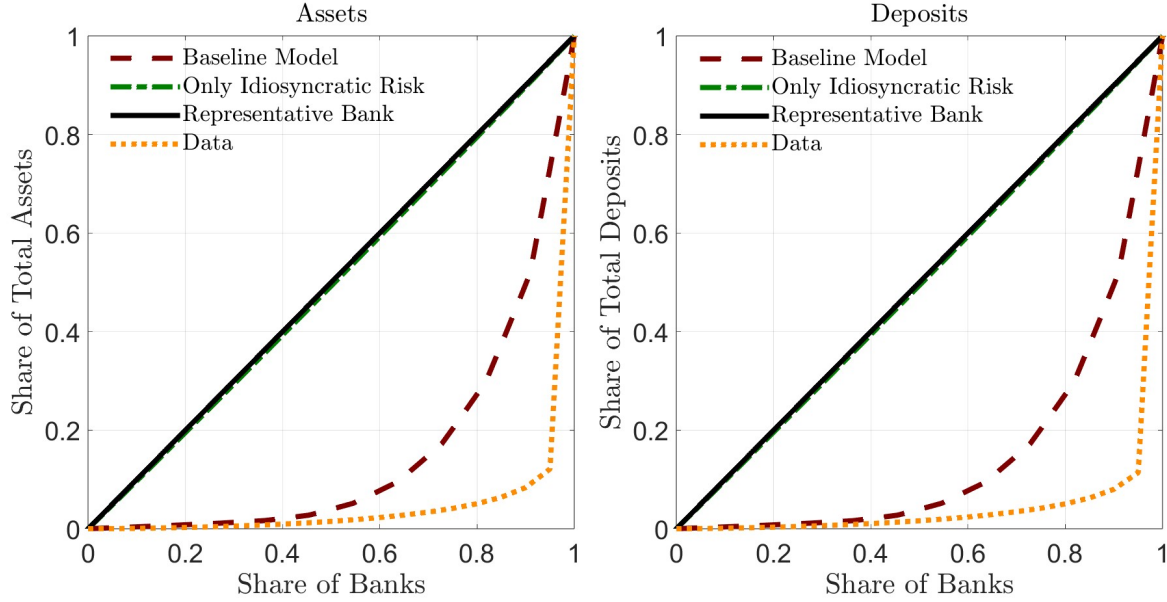 Assets
1
0.8
0.6
0.4
0.2
0
Share of Total Assets
Baseline Model
Only Idiosyncratic Risk
Representative Bank
Data
0 0.2 0.4 0.6 0.8 1
Share of Banks
Deposits
1
0.8
0.6
0.4
0.2
0
Share of Total Deposits
Baseline Model
Only Idiosyncratic Risk
Representative Bank
Data
0 0.2 0.4 0.6 0.8 1
Share of Banks